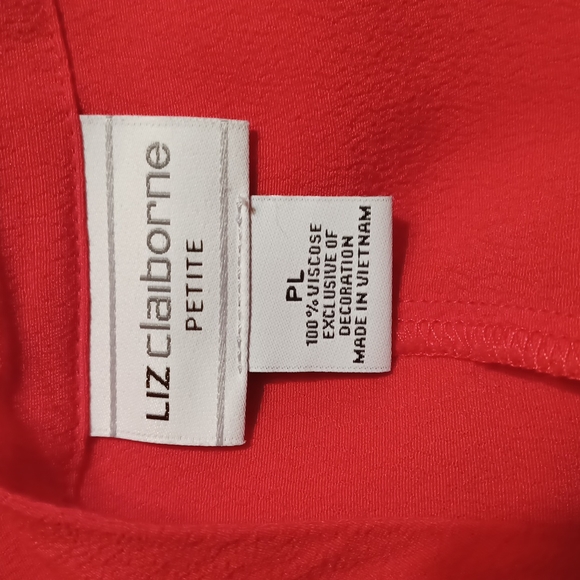 LIZ claiborne
PETITE
PL
100% VISCOSE
EXCLUSIVE OF
DECORATION
MADE IN VIETNAM